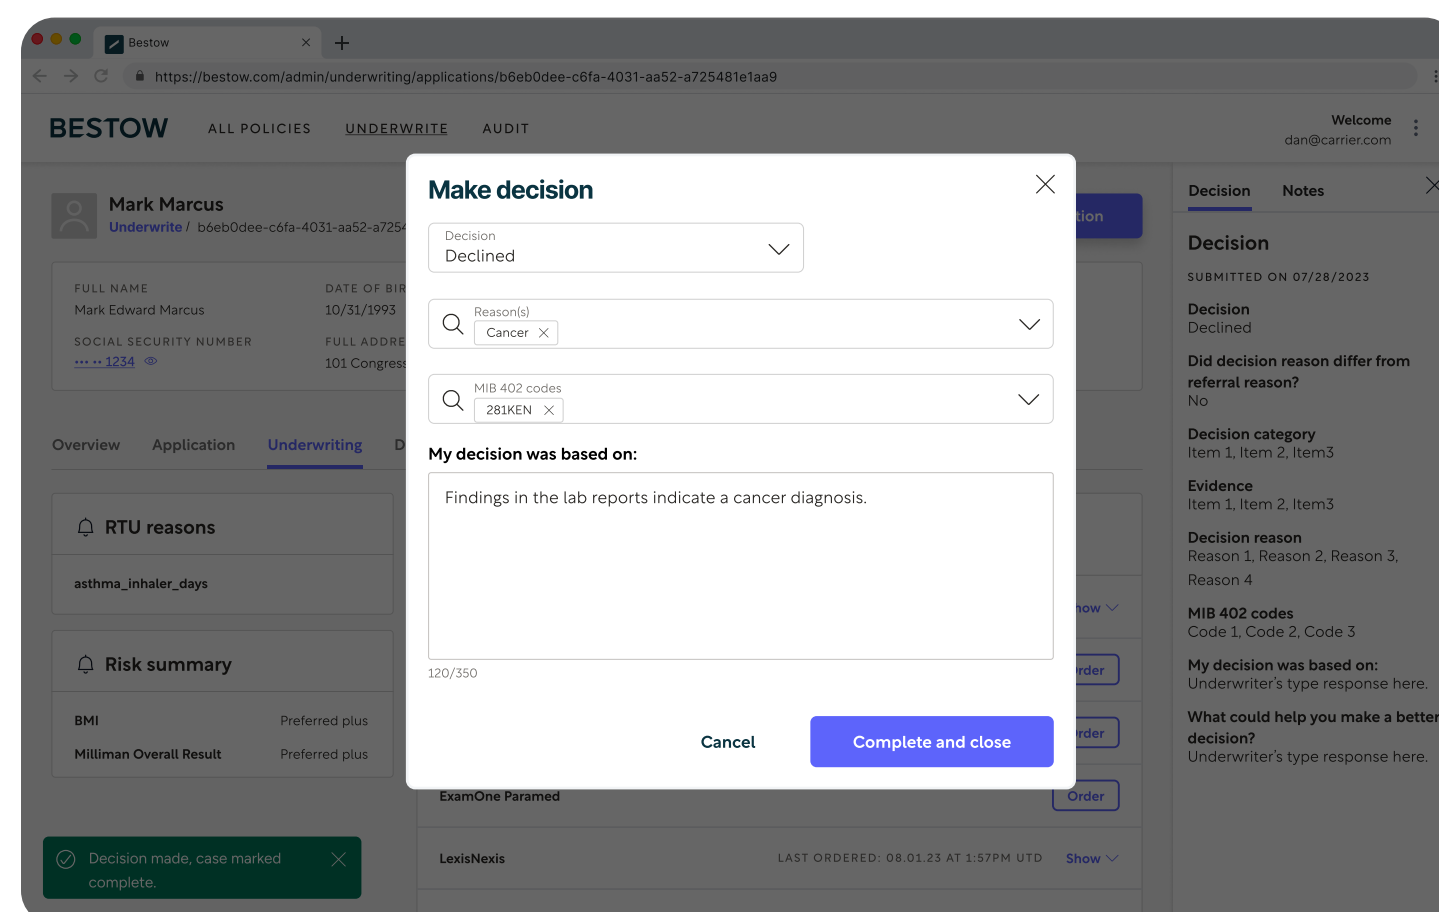 Bestow
https://bestow.com/admin/underwriting/applications/b6eb0dee-c6fa-4031-aa52-a725481e1aa9
BESTOW ALL POLICIES UNDERWRITE AUDIT
Welcome
dan@carrier.com
Mark Marcus
Underwrite / b6eb0dee-c6fa-4031-aa52-a7254
FULL NAME DATE OF BIR
Mark Edward Marcus 10/31/1993
SOCIAL SECURITY NUMBER FULL ADDRE
••• •• 1234 101 Congress
Overview Application Underwriting D
RTU reasons
asthma_inhaler_days
Risk summary
BMI Preferred plus
Milliman Overall Result Preferred plus
Decision made, case marked
complete.
Make decision
Decision
Declined
Reason(s)
Cancer
MIB 402 codes
281KEN
My decision was based on:
Findings in the lab reports indicate a cancer diagnosis.
120/350
Cancel Complete and close
tion
how
rder
rder
ExamOne Paramed Order
LexisNexis LAST ORDERED: 08.01.23 AT 1:57PM UTD Show
Decision Notes
Decision
SUBMITTED ON 07/28/2023
Decision
Declined
Did decision reason differ from
referral reason?
No
Decision category
Item 1, Item 2, Item3
Evidence
Item 1, Item 2, Item3
Decision reason
Reason 1, Reason 2, Reason 3,
Reason 4
MIB 402 codes
Code 1, Code 2, Code 3
My decision was based on:
Underwriter's type response here.
What could help you make a better
decision?
Underwriter's type response here.